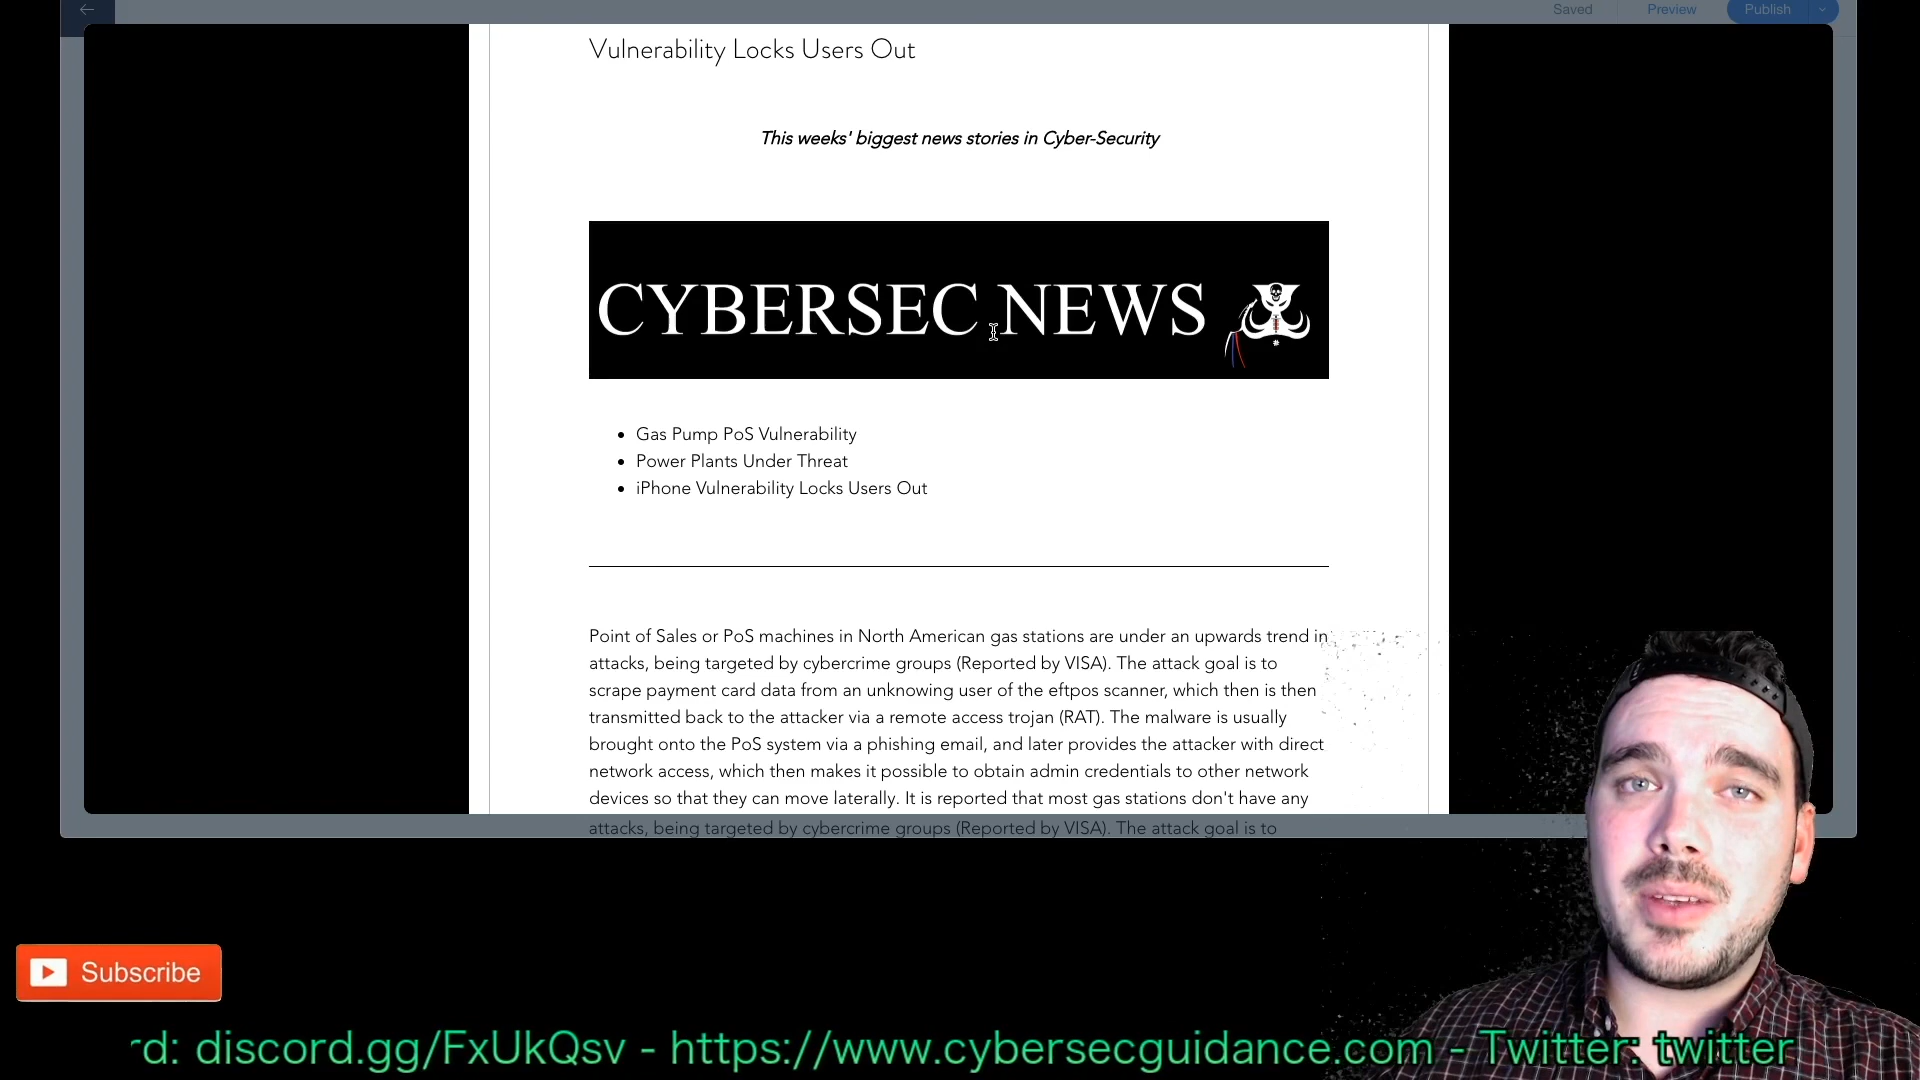 Saved
Preview
Publish
Vulnerability Locks Users Out
This weeks' biggest news stories in Cyber-Security
CYBERSEC NEWS
Gas Pump PoS Vulnerability
Power Plants Under Threat
iPhone Vulnerability Locks Users Out
Point of Sales or PoS machines in North American gas stations are under an upwards trend in
attacks, being targeted by cybercrime groups (Reported by VISA). The attack goal is to
scrape payment card data from an unknowing user of the eftpos scanner, which then is then
transmitted back to the attacker via a remote access trojan (RAT). The malware is usually
brought onto the PoS system via a phishing email, and later provides the attacker with direct
network access, which then makes it possible to obtain admin credentials to other network
devices so that they can move laterally. It is reported that most gas stations don't have any
attacks, being targeted by cybercrime groups (Reported by VISA). The attack goal is to
Subscribe
rd: discord.gg/FxUkQsv - https://www.cybersecguidance.com - Twitter: twitter